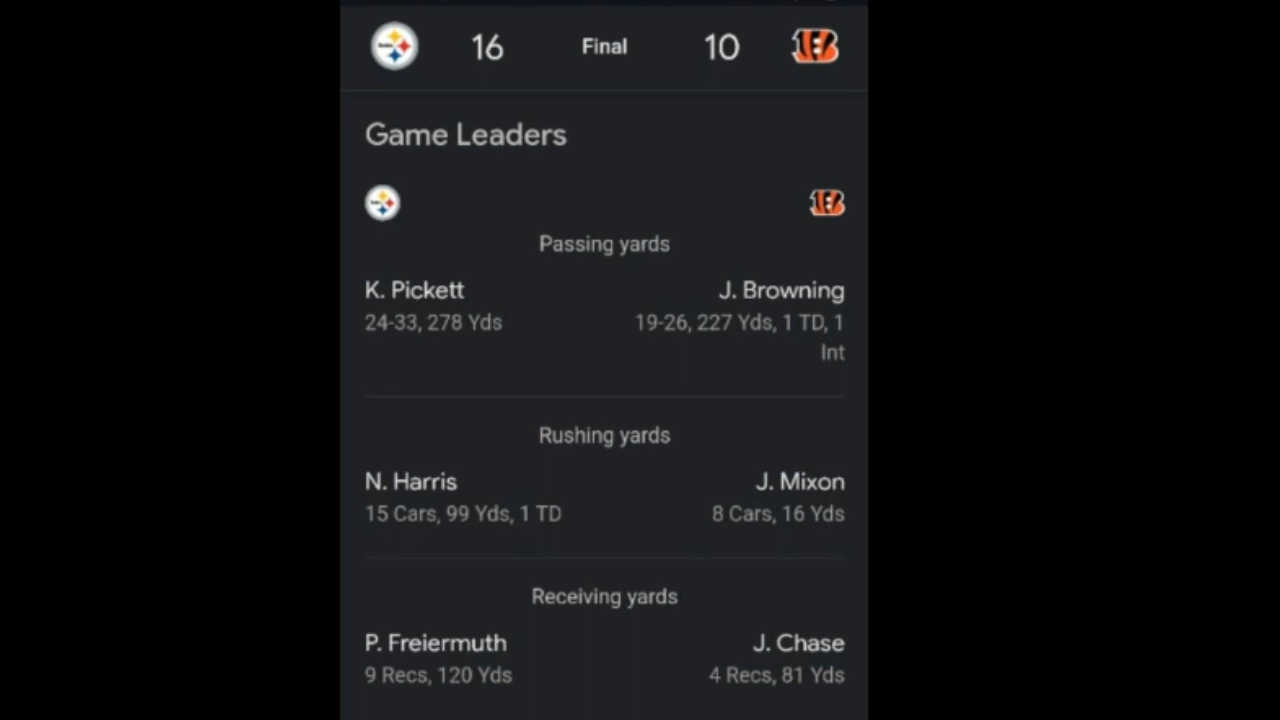 16 Final 10
Game Leaders
Passing yards
K. Pickett J. Browning
24-33, 278 Yds 19-26, 227 Yds, 1 TD, 1
Int
Rushing yards
N. Harris J. Mixon
15 Cars, 99 Yds, 1 TD 8 Cars, 16 Yds
Receiving yards
P. Freiermuth J. Chase
9 Recs, 120 Yds 4 Recs, 81 Yds